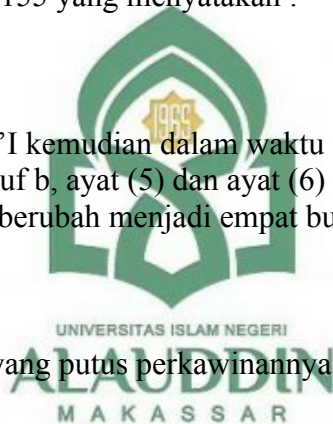 155 yang menyatakan :
1965
’I kemudian dalam waktu
uf b, ayat (5) dan ayat (6)
berubah menjadi empat bu
UNIVERSITAS ISLAM NEGERI
yang putus perkawinannya
ALAUDDIN
MAKASSAR